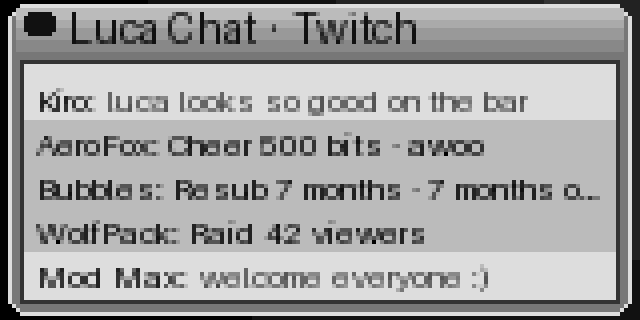 Luca Chat · Twitch
Kiro: luca looks so good on the bar
AeroFox: Cheer 500 bits - awoo
Bubbles: Resub 7 months - 7 months o...
WolfPack: Raid 42 viewers
Mod Max: welcome everyone :)